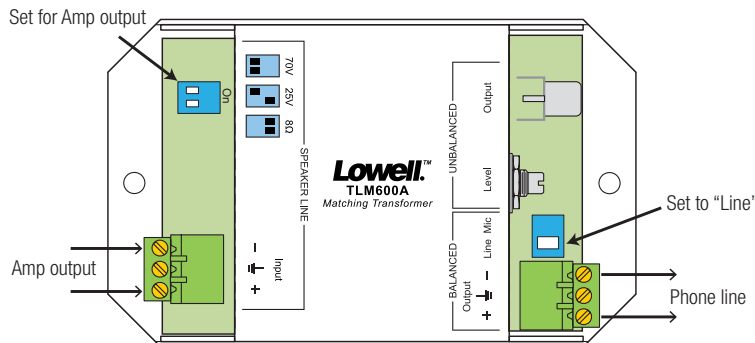 Set for Amp output
On
70V
25V
8Ω
SPEAKER LINE
Input
−
+
Amp output
Lowell.™
TLM600A
Matching Transformer
UNBALANCED
Output
Level
BALANCED
Output
Line
Mic
−
+
Set to “Line”
Phone line